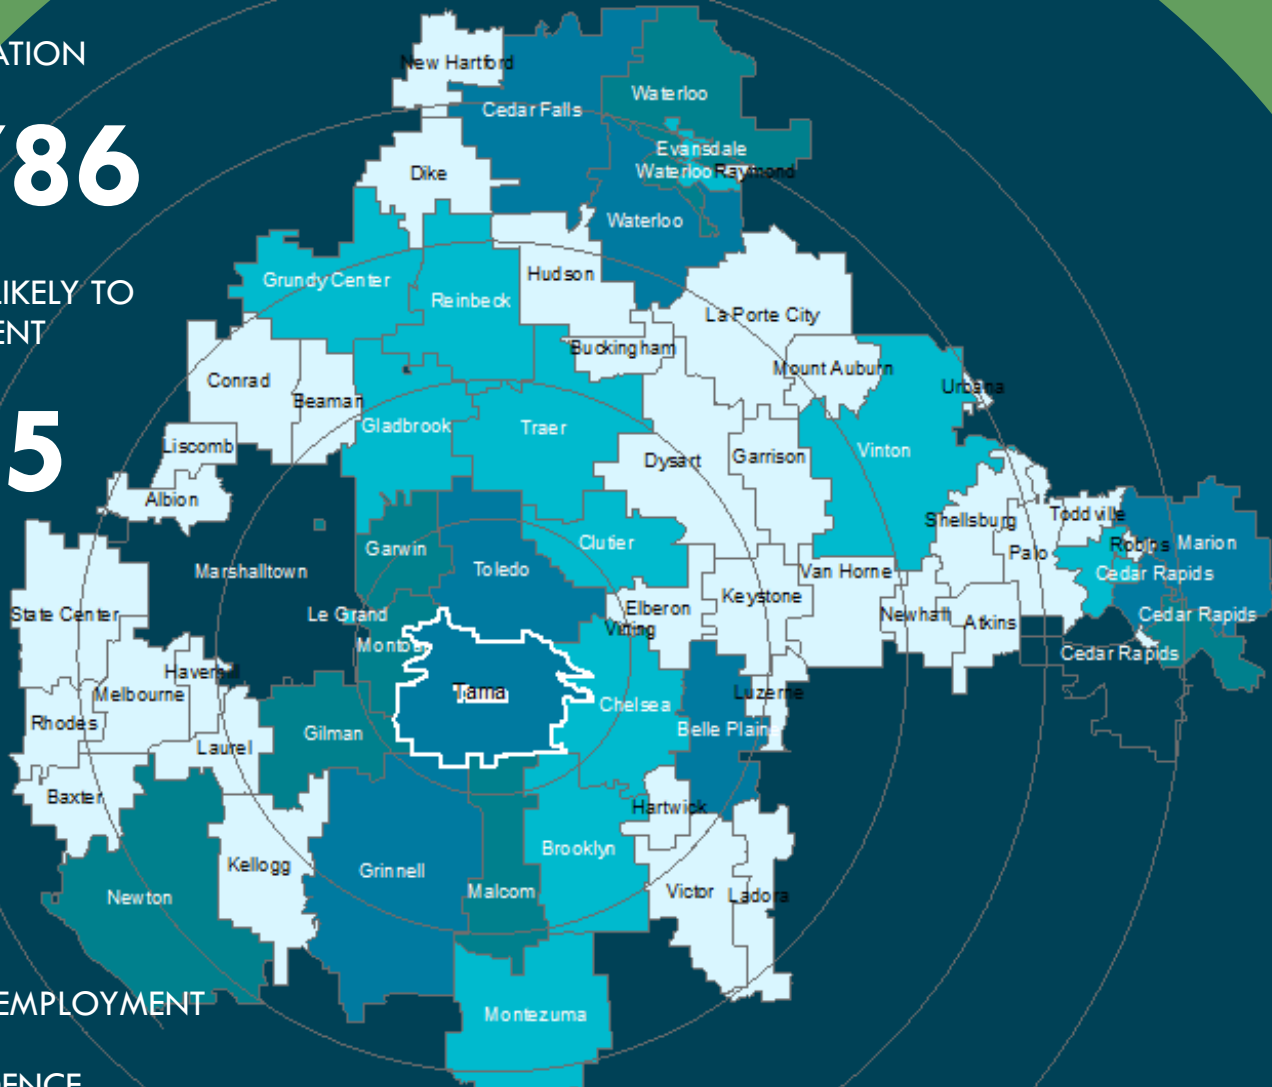 ATION
86
IKELY TO
ENT
5
EMPLOYMENT
ENCE
New Hartford
Cedar Falls
Waterloo
Evansdale
Waterloo
Raymond
Dike
Waterloo
Hudson
Grundy Center
Reinbeck
La Porte City
Buckingham
Mount Auburn
Conrad
Beaman
Urbana
Gladbrook
Traer
Liscomb
Dysart
Garrison
Vinton
Albion
Shellsburg
Toddville
Garwin
Clutier
Palo
Robins
Marion
Marshalltown
Toledo
Van Horne
Cedar Rapids
State Center
Le Grand
Elberon
Keystone
Newhall
Atkins
Cedar Rapids
Vining
Montour
Cedar Rapids
Haverhill
Melbourne
Tama
Luzerne
Chelsea
Rhodes
Gilman
Belle Plaine
Laurel
Baxter
Hartwick
Brooklyn
Kellogg
Grinnell
Newton
Malcom
Victor
Ladora
Montezuma